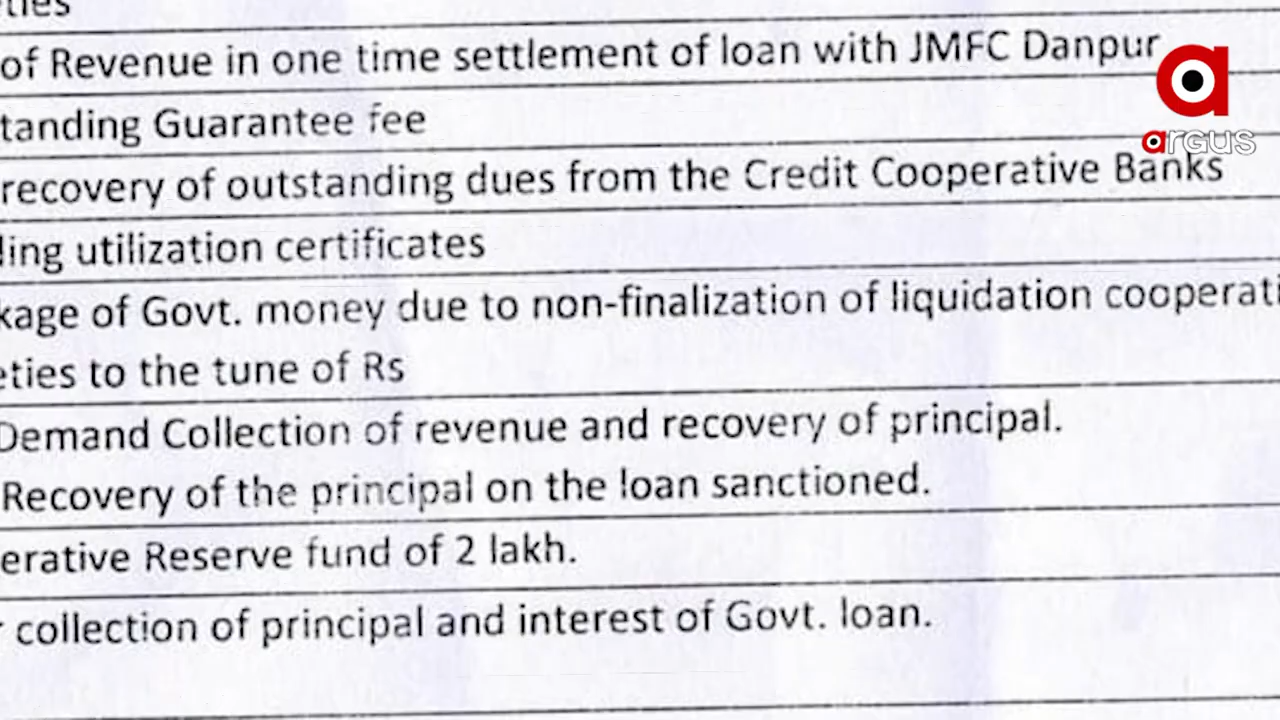 eties
of Revenue in one time settlement of loan with JMFC Danpur
tanding Guarantee fee
recovery of outstanding dues from the Credit Cooperative Banks
ling utilization certificates
kage of Govt. money due to non-finalization of liquidation cooperati
eties to the tune of Rs
Demand Collection of revenue and recovery of principal.
Recovery of the principal on the loan sanctioned.
erative Reserve fund of 2 lakh.
r collection of principal and interest of Govt. loan.
a
argus